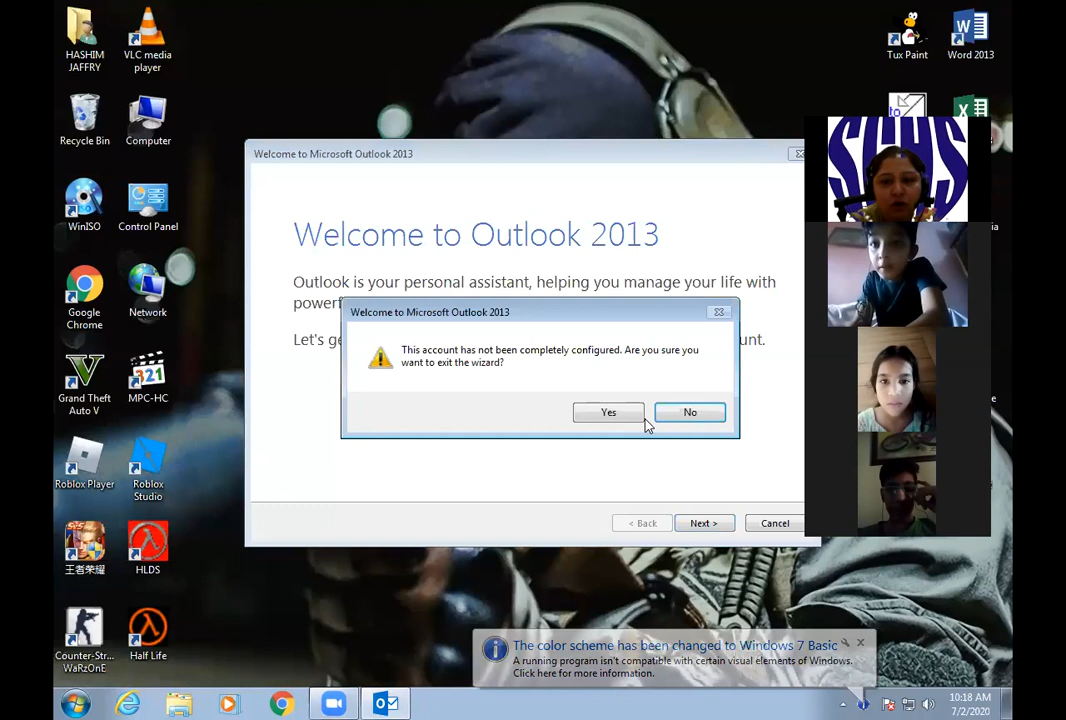 HASHIM
JAFFRY
VLC media
player
Tux Paint
Word 2013
Recycle Bin
Computer
to
WinISO
Control Panel
Google
Chrome
Network
Grand Theft
Auto V
MPC-HC
Roblox Player
Roblox
Studio
王者荣耀
HLDS
Counter-Str...
WaRzOnE
Half Life
Welcome to Microsoft Outlook 2013
Welcome to Outlook 2013
Outlook is your personal assistant, helping you manage your life with
powerf
Let's ge
unt.
Welcome to Microsoft Outlook 2013
This account has not been completely configured. Are you sure you
want to exit the wizard?
Yes
No
< Back
Next >
Cancel
ia
The color scheme has been changed to Windows 7 Basic
A running program isn't compatible with certain visual elements of Windows.
Click here for more information.
10:18 AM
7/2/2020